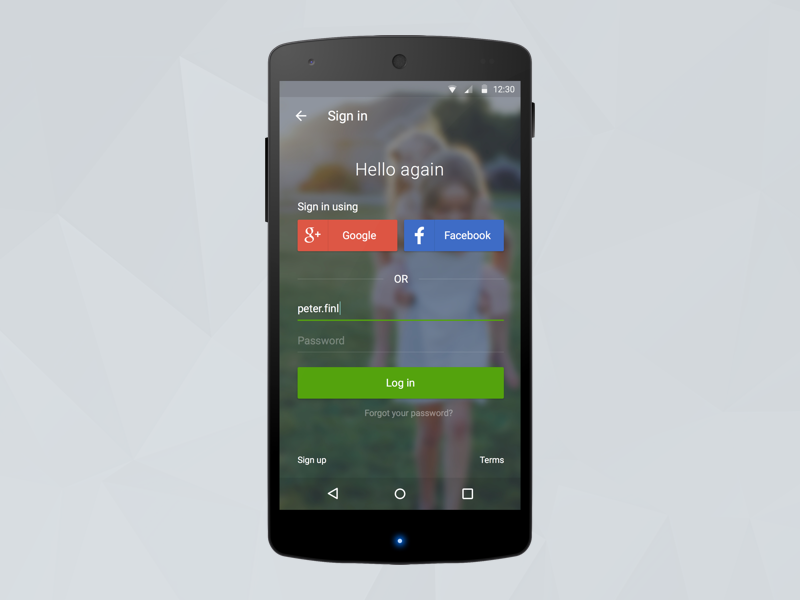 12:30
Sign in
Hello again
Sign in using
g+ Google
f Facebook
OR
peter.finl
Password
Log in
Forgot your password?
Sign up Terms